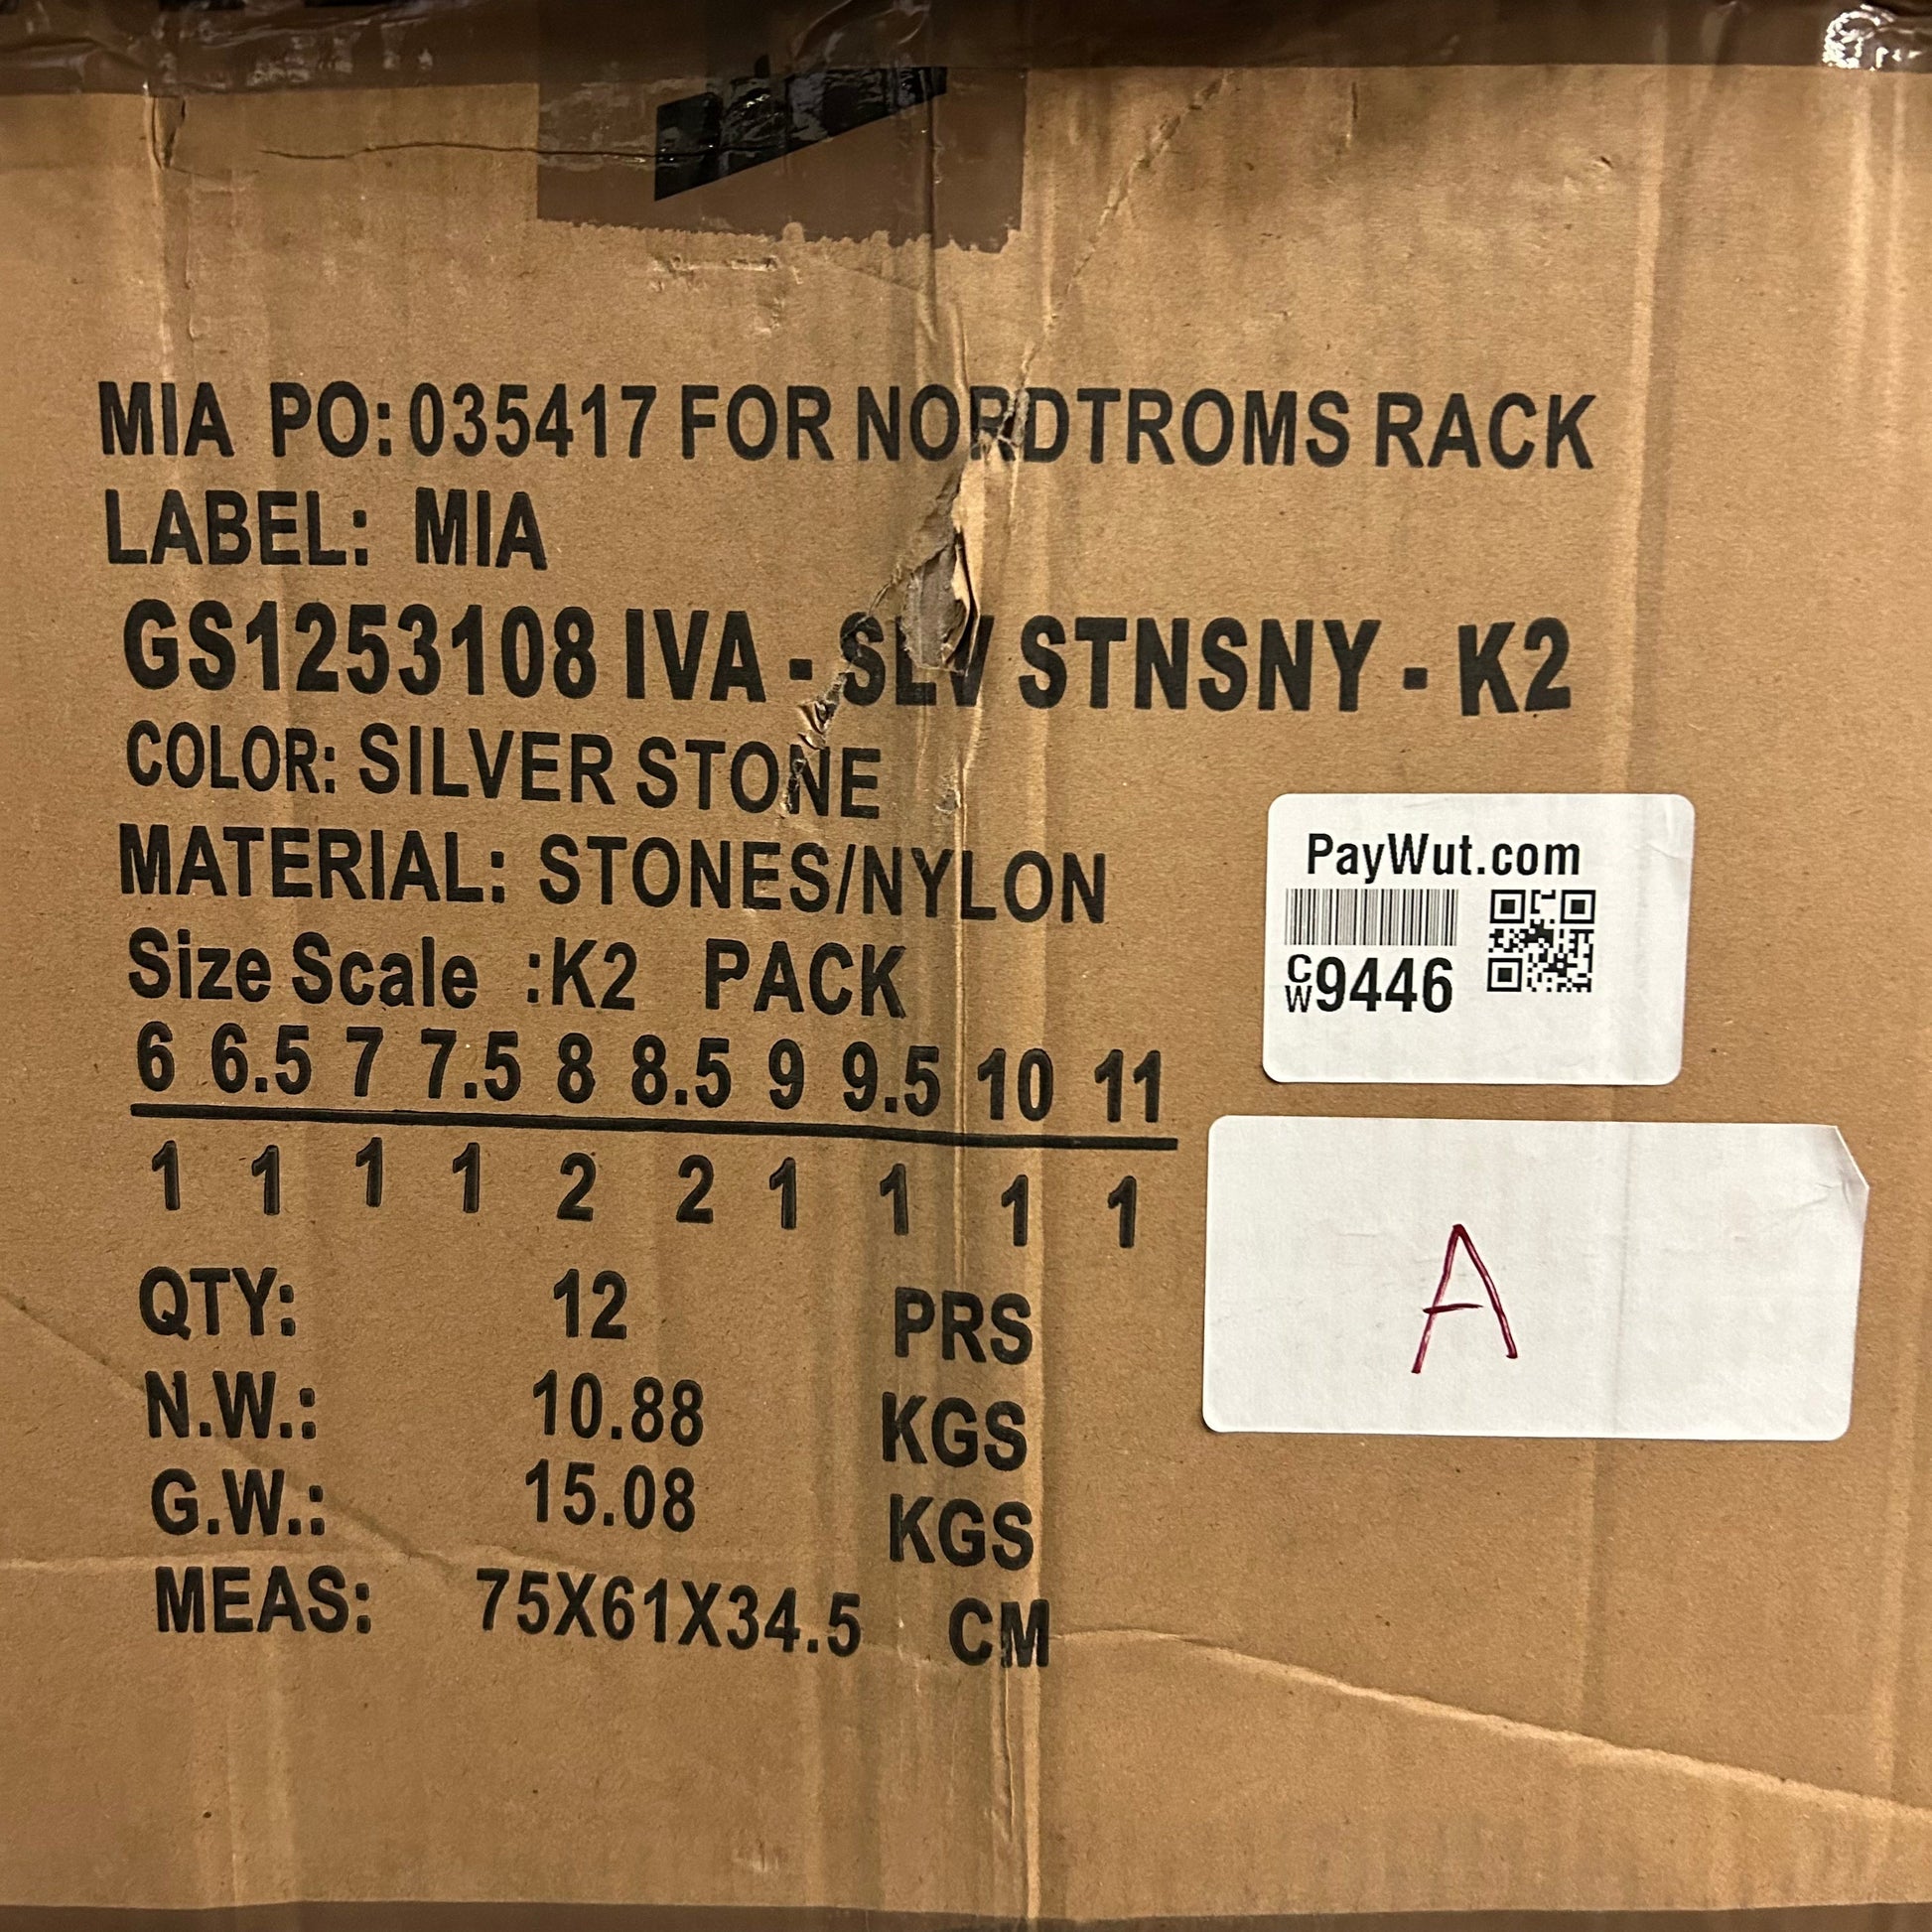 MIA PO: 035417 FOR NORDTROMS RACK
LABEL: MIA
GS1253108 IVA - SLV STNSNY - K2
COLOR: SILVER STONE
MATERIAL: STONES/NYLON
Size Scale :K2 PACK
6 6.5 7 7.5 8 8.5 9 9.5 10 11
1 1 1 1 2 2 1 1 1 1
QTY: 12 PRS
N.W.: 10.88 KGS
G.W.: 15.08 KGS
MEAS: 75X61X34.5 CM
PayWut.com
CW9446
A